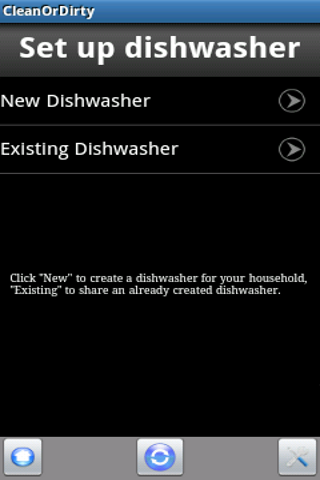 CleanOrDirty
Set up dishwasher
New Dishwasher
Existing Dishwasher
Click "New" to create a dishwasher for your household,
"Existing" to share an already created dishwasher.